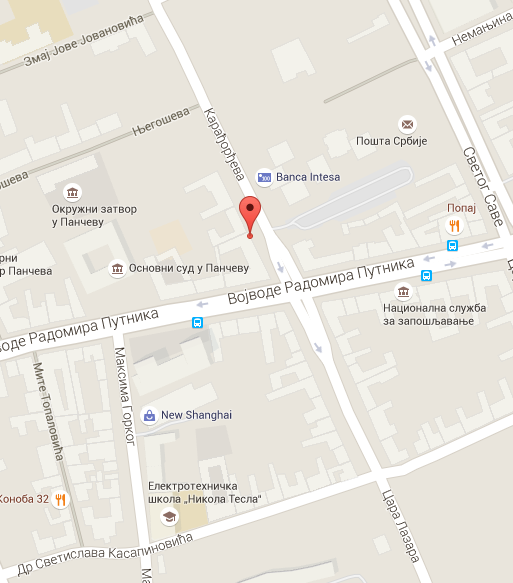 Змај Јове Јовановића
Немањина
Његошева
Карађорђева
Пошта Србије
Светог Саве
Banca Intesa
Окружни затвор
у Панчеву
Попај
Основни суд у Панчеву
р Панчева
Војводе Радомира Путника
Национална служба
за запошљавање
воде Радомира Путника
Максима Горког
Мите Топаловића
New Shanghai
Електротехничка
школа „Никола Тесла“
Коноба 32
Цара Лазара
Др Светислава Касапиновића